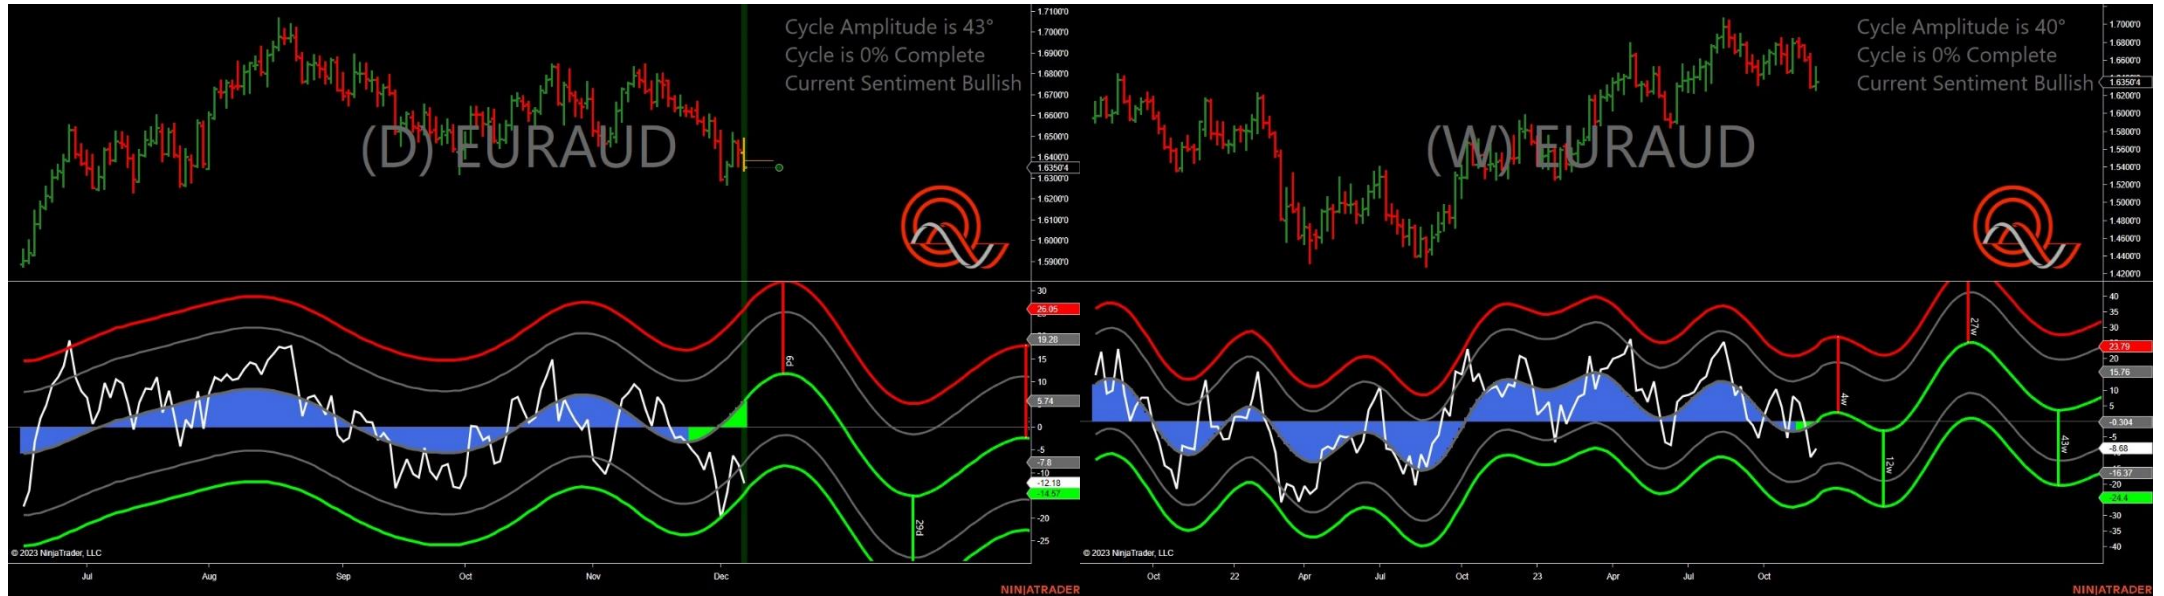 Cycle Amplitude is 43°
Cycle is 0% Complete
Current Sentiment Bullish
(D) EURAUD
1.7100'0
1.7000'0
1.6900'0
1.6800'0
1.6700'0
1.6600'0
1.6500'0
1.6400'0
1.6350'4
1.6300'0
1.6200'0
1.6100'0
1.6000'0
1.5900'0
30
26.05
19.28
15
10
5.74
0
-5
-7.8
-10
-12.18
-14.57
-20
-25
6d
29d
© 2023 NinjaTrader, LLC
Jul
Aug
Sep
Oct
Nov
Dec
NINJATRADER
Cycle Amplitude is 40°
Cycle is 0% Complete
Current Sentiment Bullish
(W) EURAUD
1.7000'0
1.6800'0
1.6600'0
1.6350'4
1.6200'0
1.6000'0
1.5800'0
1.5600'0
1.5400'0
1.5200'0
1.5000'0
1.4800'0
1.4600'0
1.4400'0
1.4200'0
40
35
30
23.79
20
15.76
10
5
-0.304
-5
-8.68
-16.37
-20
-24.4
-30
-35
-40
4w
12w
27w
43w
© 2023 NinjaTrader, LLC
Oct
22
Apr
Jul
Oct
23
Apr
Jul
Oct
NINJATRADER